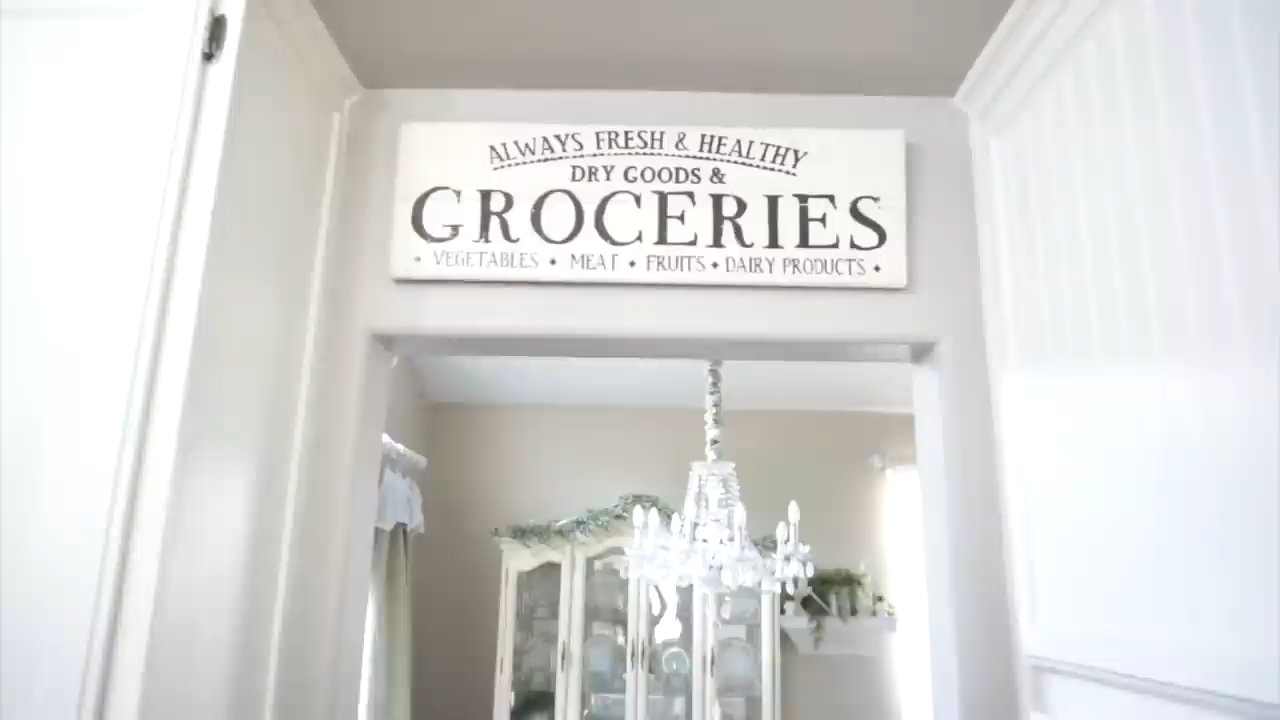 ALWAYS FRESH & HEALTHY
DRY GOODS &
GROCERIES
• VEGETABLES • MEAT • FRUITS • DAIRY PRODUCTS •